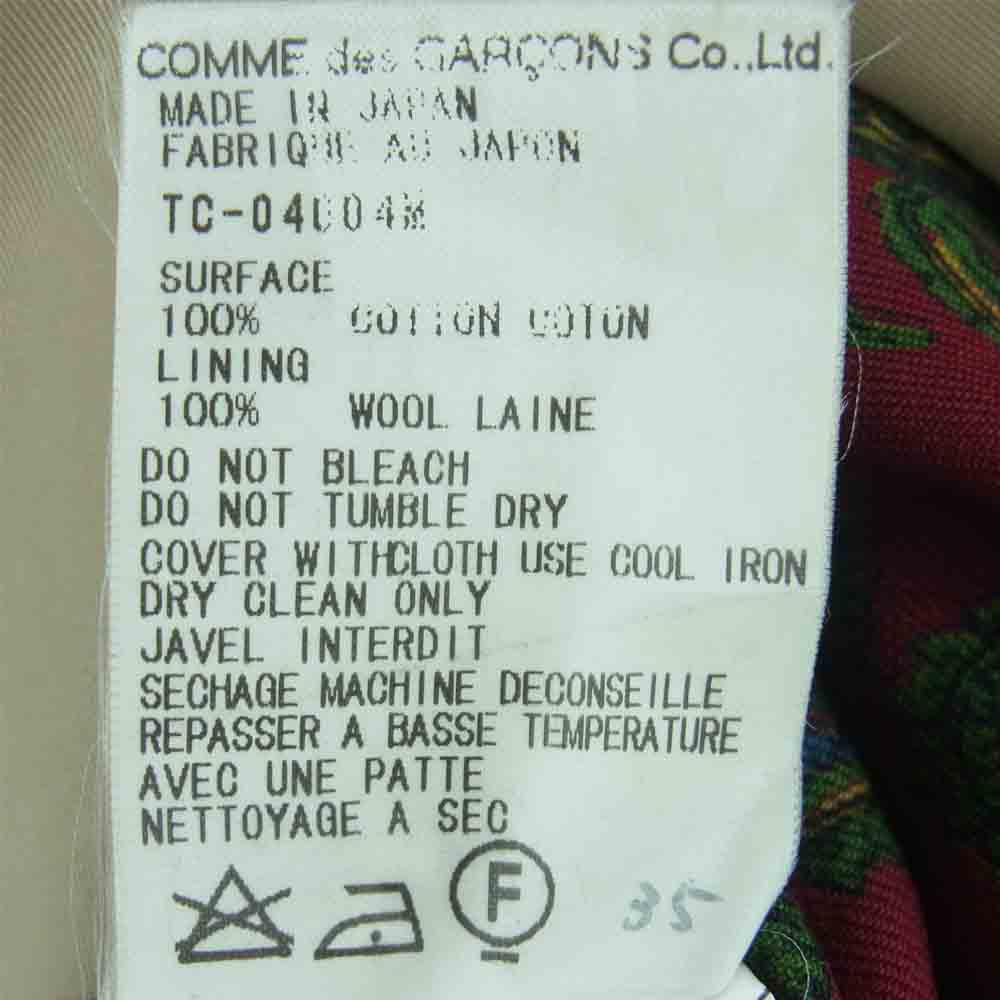 COMME des GARÇONS Co.,Ltd.
MADE IN JAPAN
FABRIQUE AU JAPON
TC-04004M
SURFACE
100% COTTON COTON
LINING
100% WOOL LAINE
DO NOT BLEACH
DO NOT TUMBLE DRY
COVER WITHCLOTH USE COOL IRON
DRY CLEAN ONLY
JAVEL INTERDIT
SECHAGE MACHINE DECONSEILLE
REPASSER A BASSE TEMPERATURE
AVEC UNE PATTE
NETTOYAGE A SEC
F
35